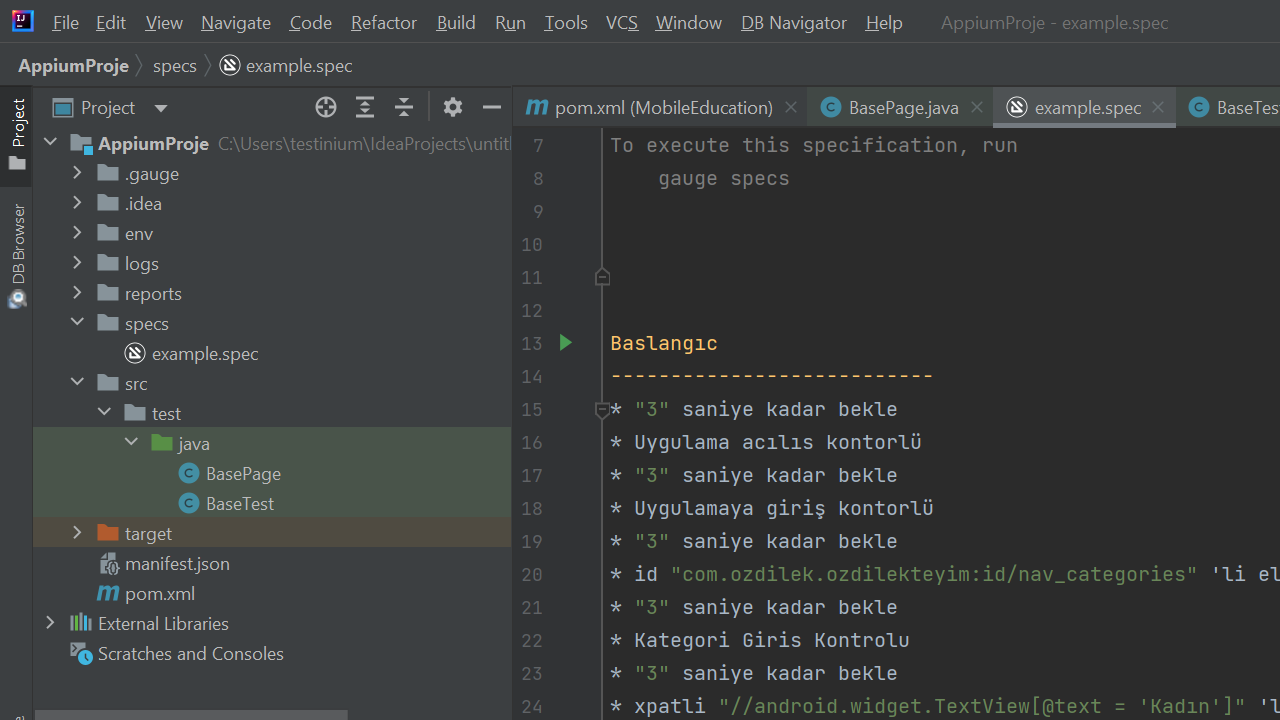 File Edit View Navigate Code Refactor Build Run Tools VCS Window DB Navigator Help AppiumProje - example.spec
AppiumProje specs example.spec
Project
DB Browser
Project
AppiumProje C:\Users\testinium\IdeaProjects\untitl
.gauge
.idea
env
logs
reports
specs
example.spec
src
test
java
BasePage
BaseTest
target
manifest.json
pom.xml
External Libraries
Scratches and Consoles
pom.xml (MobileEducation) BasePage.java example.spec BaseTes
7 To execute this specification, run
8 gauge specs
9
10
11
12
13 Baslangıc
14 ---------------------------
15 * "3" saniye kadar bekle
16 * Uygulama acılıs kontorlü
17 * "3" saniye kadar bekle
18 * Uygulamaya giriş kontorlü
19 * "3" saniye kadar bekle
20 * id "com.ozdilek.ozdilekteyim:id/nav_categories" 'li el
21 * "3" saniye kadar bekle
22 * Kategori Giris Kontrolu
23 * "3" saniye kadar bekle
24 * xpatli "//android.widget.TextView[@text = 'Kadın']" 'l